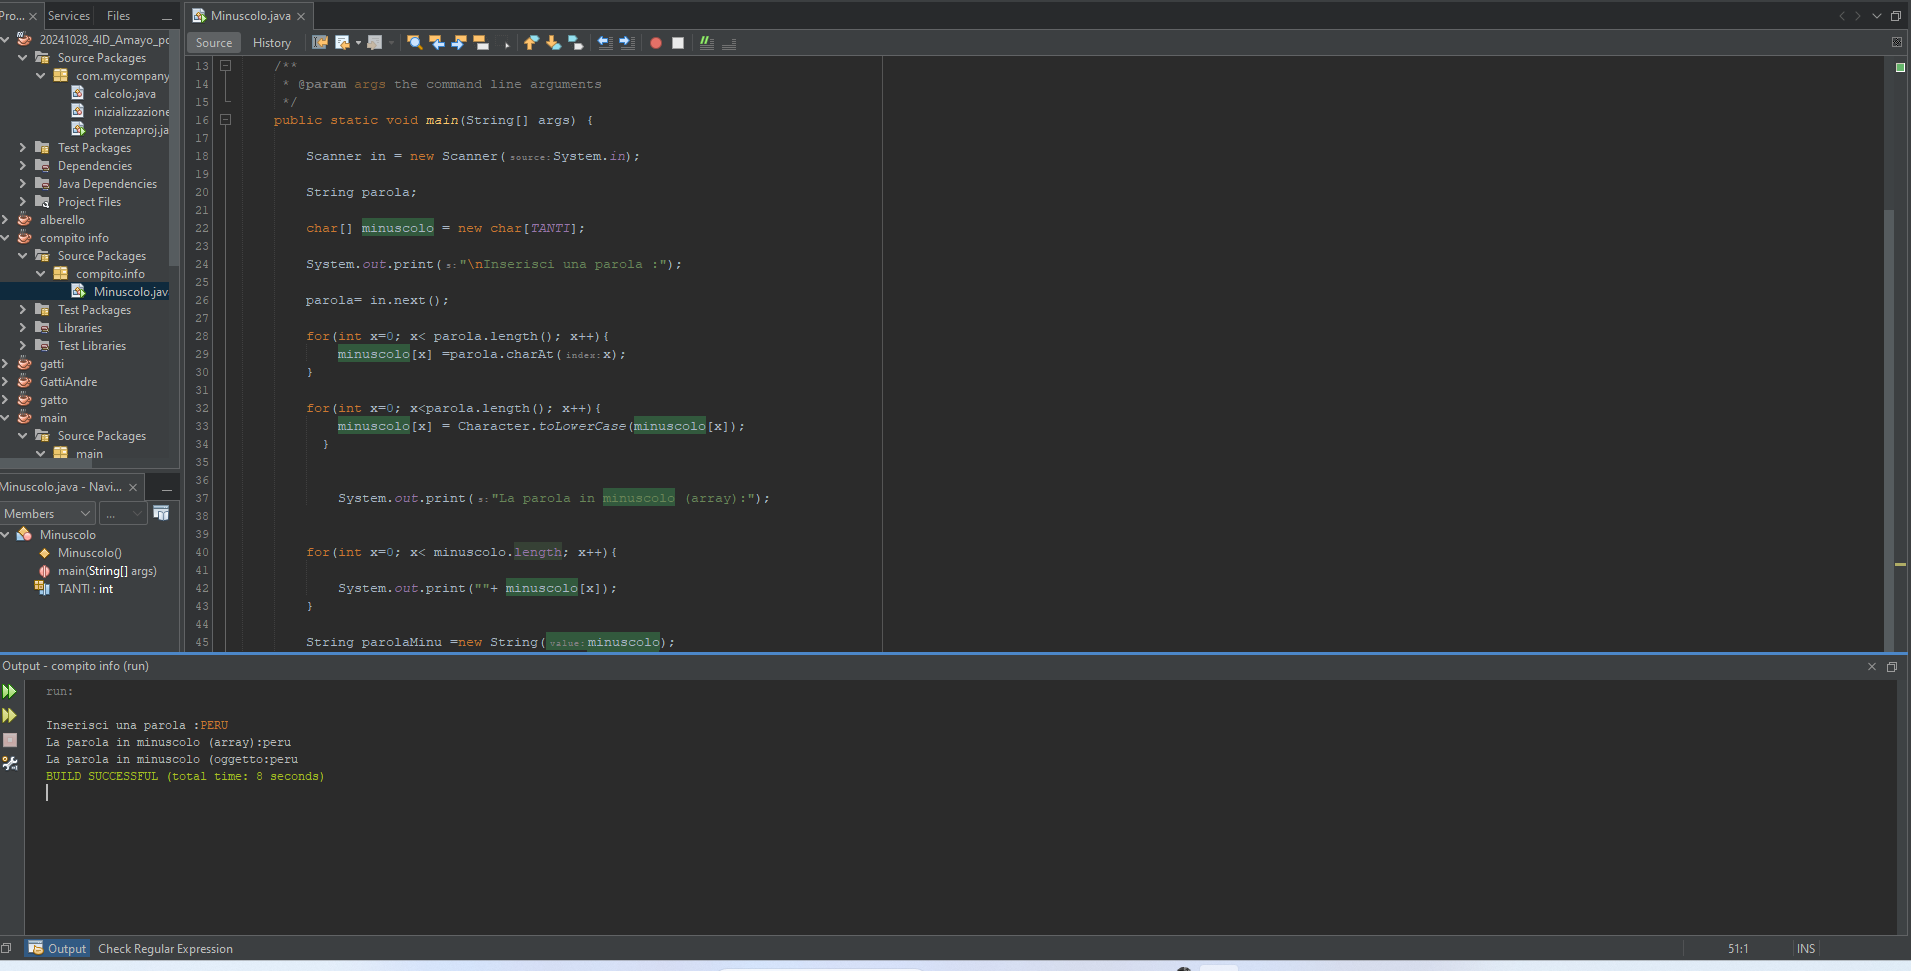 Pro...
Services
Files
20241028_4ID_Amayo_po
Source Packages
com.mycompany
calcolo.java
inizializzazione
potenzaproj.ja
Test Packages
Dependencies
Java Dependencies
Project Files
alberello
compito info
Source Packages
compito.info
Minuscolo.jav
Test Packages
Libraries
Test Libraries
gatti
GattiAndre
gatto
main
Source Packages
main
Minuscolo.java - Navi...
Members
...
Minuscolo
Minuscolo()
main(String[] args)
TANTI : int
Minuscolo.java
Source
History
13 /**
14 * @param args the command line arguments
15 */
16 public static void main(String[] args) {
17
18 Scanner in = new Scanner( source: System.in);
19
20 String parola;
21
22 char[] minuscolo = new char[TANTI];
23
24 System.out.print( s: "\nInserisci una parola :");
25
26 parola= in.next();
27
28 for(int x=0; x< parola.length(); x++){
29 minuscolo[x] =parola.charAt( index: x);
30 }
31
32 for(int x=0; x<parola.length(); x++){
33 minuscolo[x] = Character.toLowerCase(minuscolo[x]);
34 }
35
36
37 System.out.print( s: "La parola in minuscolo (array):");
38
39
40 for(int x=0; x< minuscolo.length; x++){
41
42 System.out.print(""+ minuscolo[x]);
43 }
44
45 String parolaMinu =new String( value: minuscolo);
Output - compito info (run)
run:
Inserisci una parola :PERU
La parola in minuscolo (array):peru
La parola in minuscolo (oggetto:peru
BUILD SUCCESSFUL (total time: 8 seconds)
Output
Check Regular Expression
51:1
INS